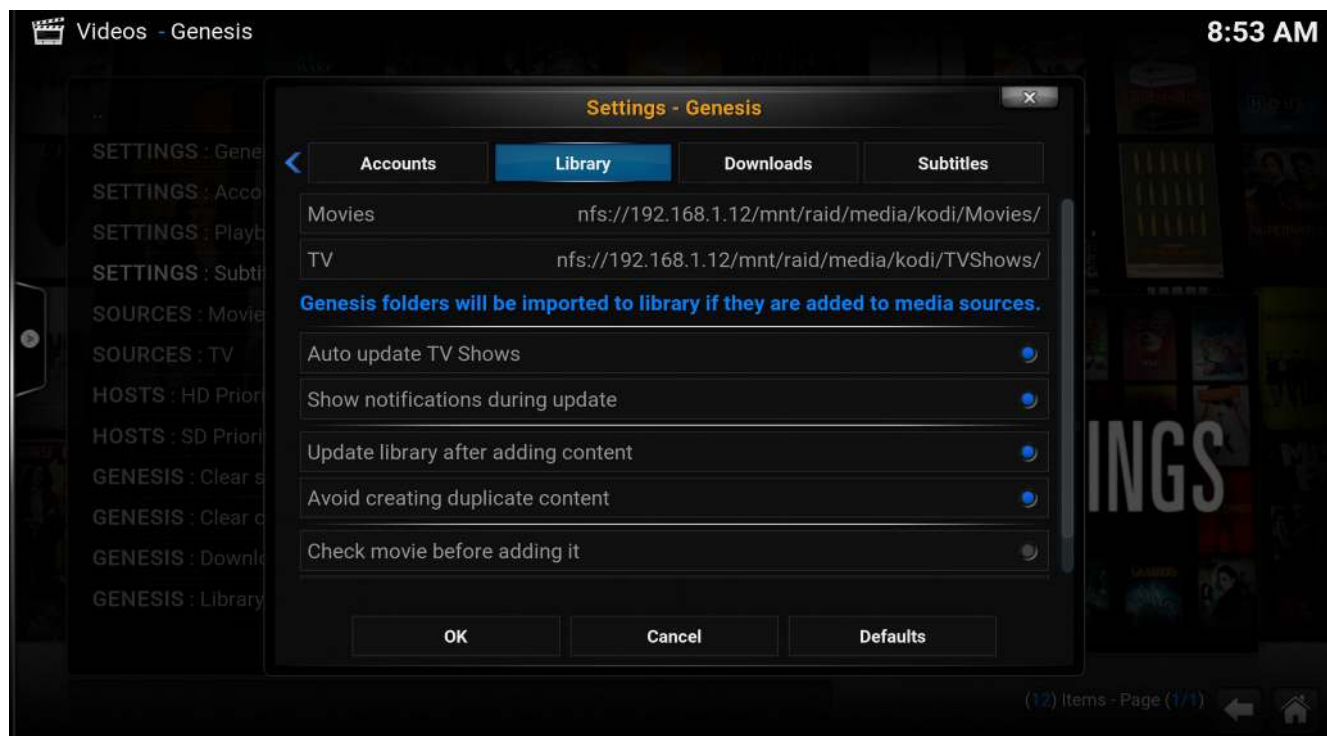 Videos - Genesis
8:53 AM
Settings - Genesis
x
Accounts Library Downloads Subtitles
Movies nfs://192.168.1.12/mnt/raid/media/kodi/Movies/
TV nfs://192.168.1.12/mnt/raid/media/kodi/TVShows/
Genesis folders will be imported to library if they are added to media sources.
Auto update TV Shows
Show notifications during update
Update library after adding content
Avoid creating duplicate content
Check movie before adding it
OK Cancel Defaults
..
SETTINGS : Gene
SETTINGS : Acco
SETTINGS : Playb
SETTINGS : Subti
SOURCES : Movie
SOURCES : TV
HOSTS : HD Priori
HOSTS : SD Priori
GENESIS : Clear s
GENESIS : Clear c
GENESIS : Downlo
GENESIS : Library
INGS
(12) Items - Page (1/1)